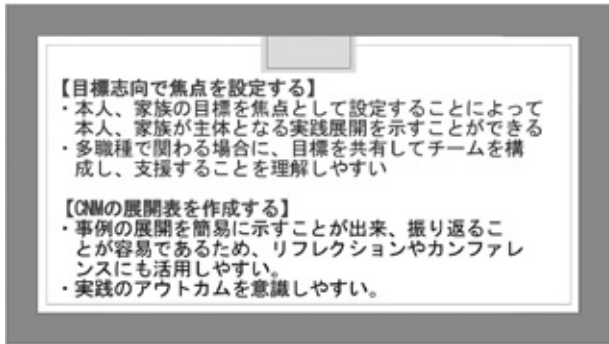 【目標志向で焦点を設定する】
・本人、家族の目標を焦点として設定することによって
本人、家族が主体となる実践展開を示すことができる
・多職種で関わる場合に、目標を共有してチームを構
成し、支援することを理解しやすい
【CNMの展開表を作成する】
・事例の展開を簡易に示すことが出来、振り返るこ
とが容易であるため、リフレクションやカンファレ
ンスにも活用しやすい。
・実践のアウトカムを意識しやすい。